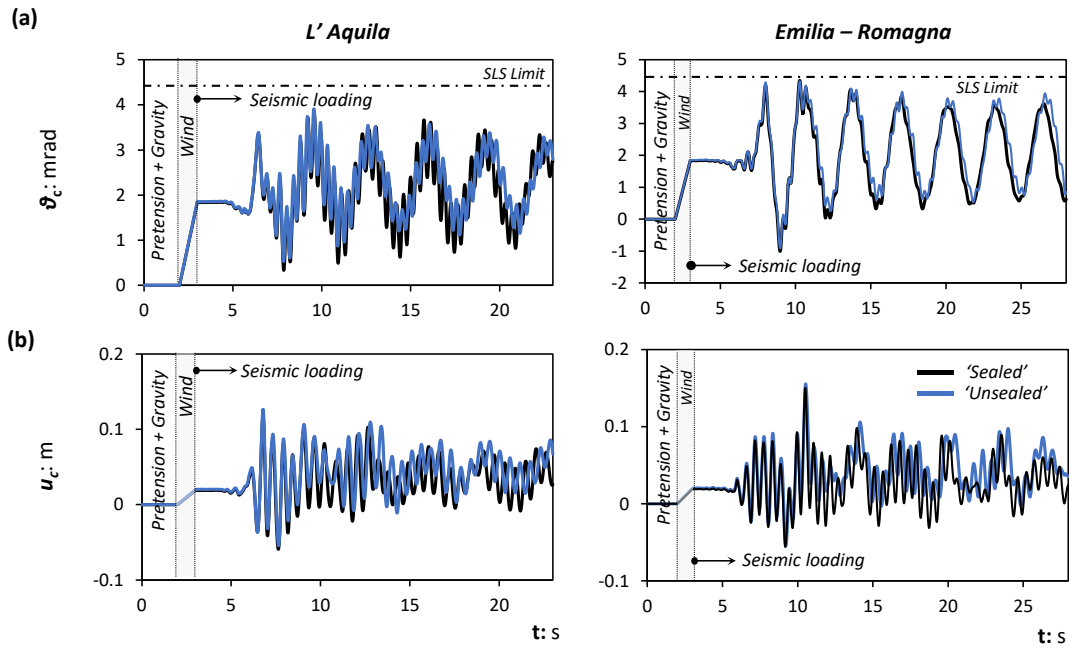 (a)
L’ Aquila
Emilia – Romagna
5
4
3
2
1
0
ϑc: mrad
SLS Limit
Seismic loading
Pretension + Gravity
Wind
0
5
10
15
20
5
4
3
2
1
0
-1
-2
SLS Limit
Seismic loading
Pretension + Gravity
Wind
0
5
10
15
20
25
(b)
0.2
0.1
0
-0.1
uc: m
Seismic loading
Pretension + Gravity
Wind
0
5
10
15
20
t: s
0.2
0.1
0
-0.1
‘Sealed’
‘Unsealed’
Seismic loading
Pretension + Gravity
Wind
0
5
10
15
20
25
t: s